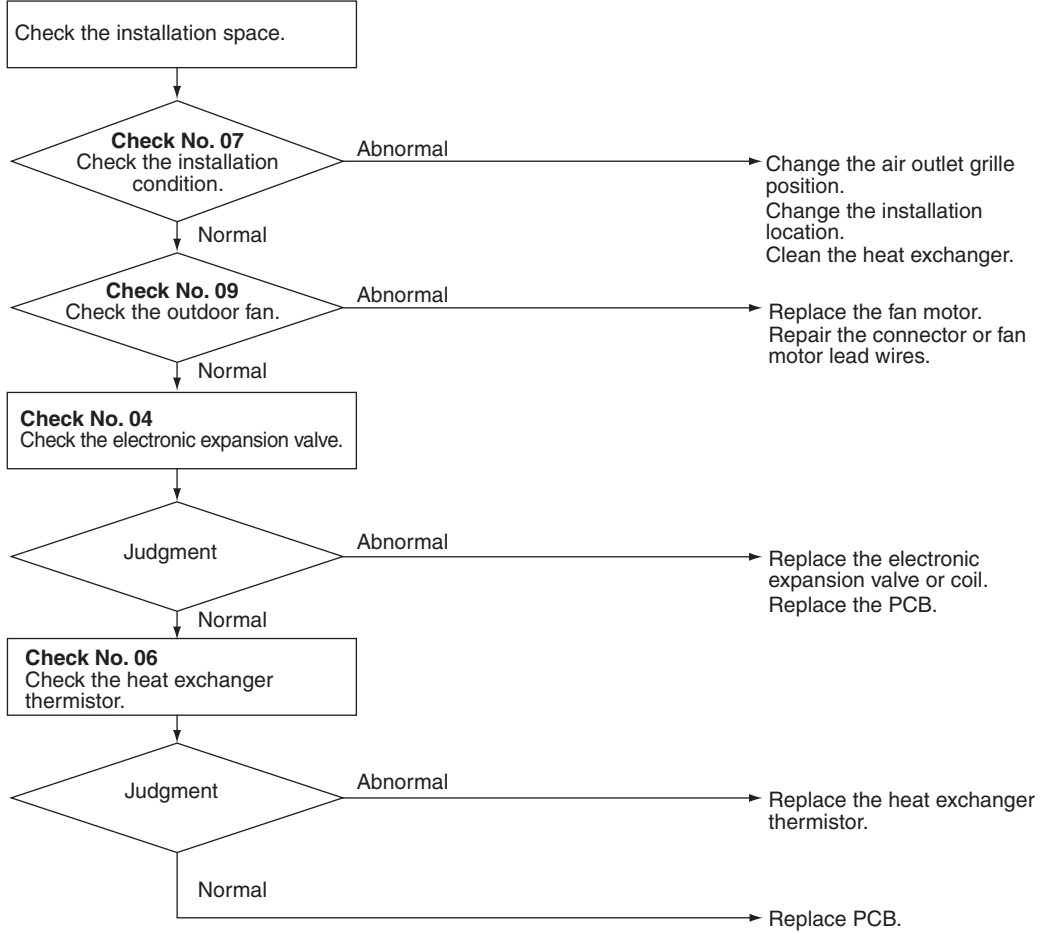 Check the installation space.
Check No. 07
Check the installation
condition.
Abnormal
Change the air outlet grille
position.
Change the installation
location.
Clean the heat exchanger.
Normal
Check No. 09
Check the outdoor fan.
Abnormal
Replace the fan motor.
Repair the connector or fan
motor lead wires.
Normal
Check No. 04
Check the electronic expansion valve.
Judgment
Abnormal
Replace the electronic
expansion valve or coil.
Replace the PCB.
Normal
Check No. 06
Check the heat exchanger
thermistor.
Judgment
Abnormal
Replace the heat exchanger
thermistor.
Normal
Replace PCB.